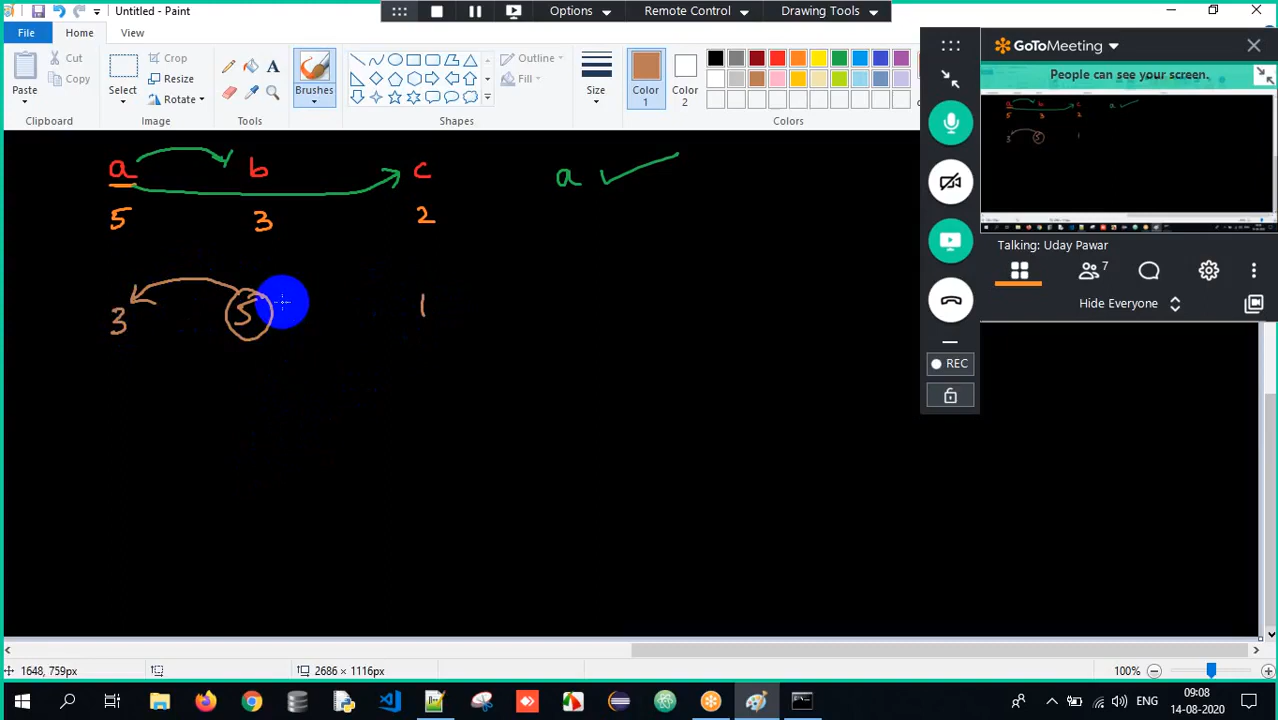 Untitled - Paint
Options
Remote Control
Drawing Tools
File
Home
View
Paste
Cut
Copy
Clipboard
Select
Crop
Resize
Rotate
Image
A
Tools
Brushes
Outline
Fill
Shapes
Size
Color
1
Color
2
Colors
GoToMeeting
People can see your screen.
Talking: Uday Pawar
7
Hide Everyone
REC
a b c a
5 3 2
3 5 1
1648, 759px
2686 × 1116px
100%
ENG
09:08
14-08-2020